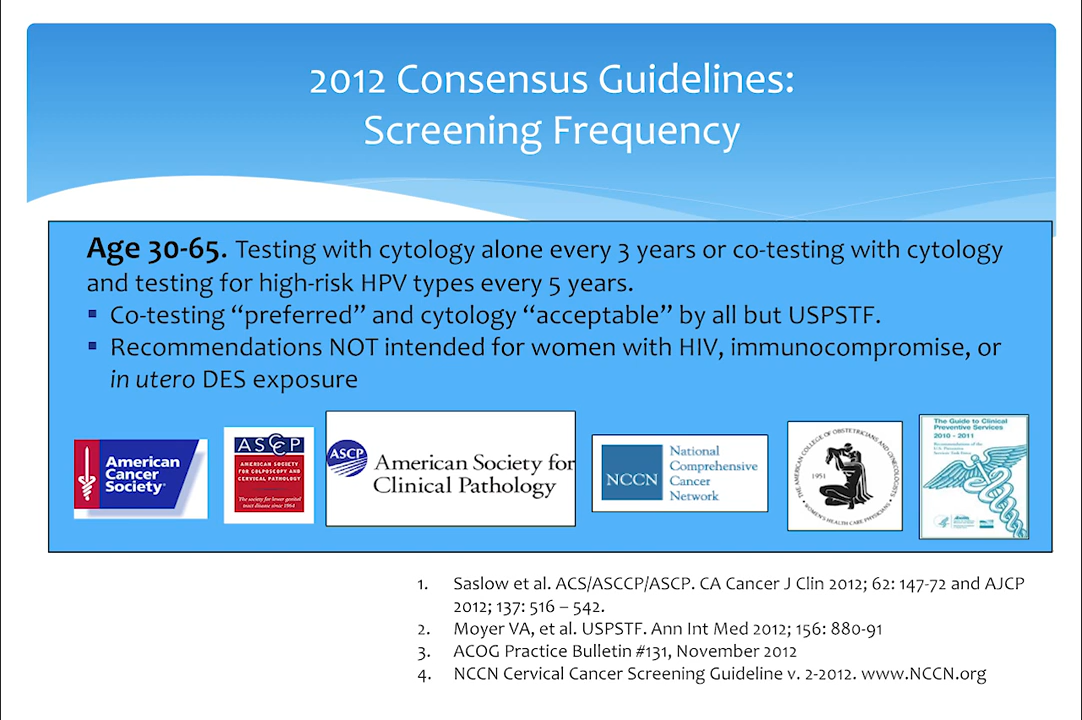 2012 Consensus Guidelines:
Screening Frequency
Age 30-65. Testing with cytology alone every 3 years or co-testing with cytology
and testing for high-risk HPV types every 5 years.
▪ Co-testing “preferred” and cytology “acceptable” by all but USPSTF.
▪ Recommendations NOT intended for women with HIV, immunocompromise, or
in utero DES exposure
American
Cancer
Society
ASCCP
AMERICAN SOCIETY
FOR COLPOSCOPY AND
CERVICAL PATHOLOGY
The society for lower genital
tract disease since 1964
ASCP
American Society for
Clinical Pathology
NCCN
National
Comprehensive
Cancer
Network
THE AMERICAN COLLEGE OF OBSTETRICIANS AND GYNECOLOGISTS
1951
WOMEN'S HEALTH CARE PHYSICIANS
The Guide to Clinical
Preventive Services
2010 - 2011
Recommendations of the
U.S. Preventive
Services Task Force
1. Saslow et al. ACS/ASCCP/ASCP. CA Cancer J Clin 2012; 62: 147-72 and AJCP
2012; 137: 516 – 542.
2. Moyer VA, et al. USPSTF. Ann Int Med 2012; 156: 880-91
3. ACOG Practice Bulletin #131, November 2012
4. NCCN Cervical Cancer Screening Guideline v. 2-2012. www.NCCN.org